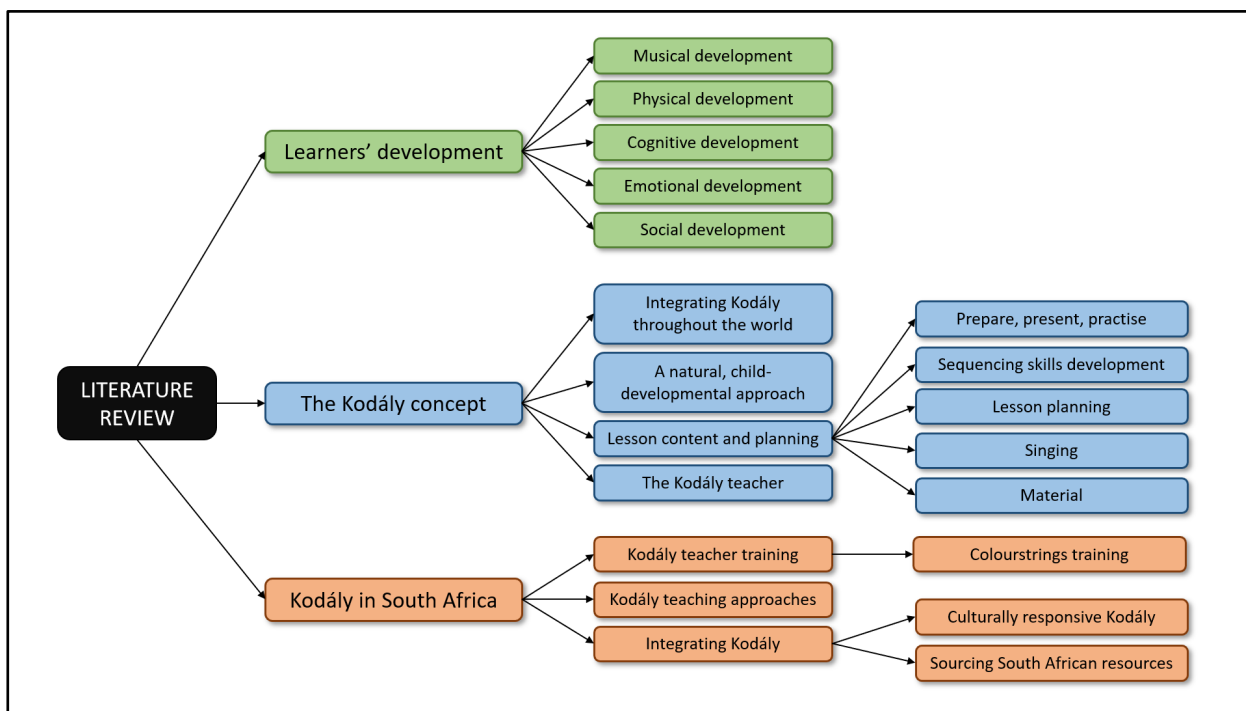 LITERATURE
REVIEW
Learners’ development
Musical development
Physical development
Cognitive development
Emotional development
Social development
The Kodály concept
Integrating Kodály
throughout the world
A natural, child-
developmental approach
Lesson content and planning
The Kodály teacher
Prepare, present, practise
Sequencing skills development
Lesson planning
Singing
Material
Kodály in South Africa
Kodály teacher training
Colourstrings training
Kodály teaching approaches
Integrating Kodály
Culturally responsive Kodály
Sourcing South African resources